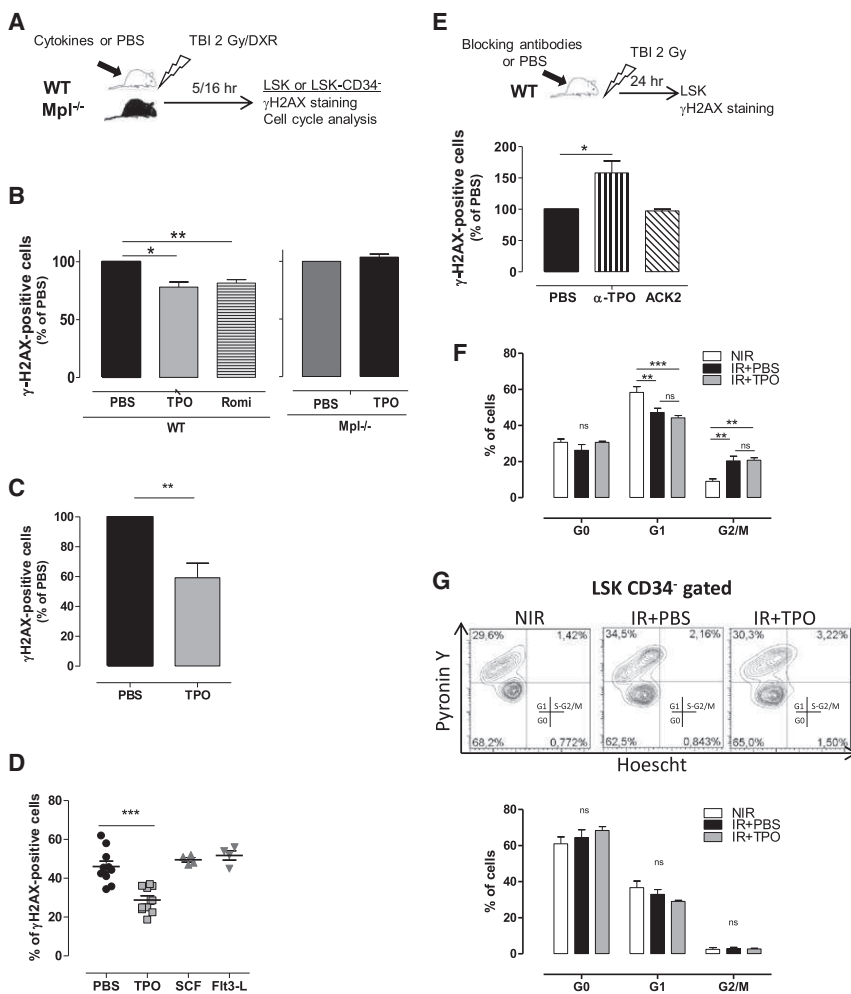 A
Cytokines or PBS
TBI 2 Gy/DXR
WT
Mpl-/-
5/16 hr
LSK or LSK-CD34-
γH2AX staining
Cell cycle analysis
B
γ-H2AX-positive cells
(% of PBS)
100
50
0
**
*
PBS TPO Romi
WT
PBS TPO
Mpl-/-
C
γH2AX-positive cells
(% of PBS)
100
80
60
40
20
0
**
PBS TPO
D
% of γH2AX-positive cells
80
60
40
20
0
***
PBS TPO SCF Flt3-L
E
Blocking antibodies
or PBS
TBI 2 Gy
WT
24 hr
LSK
γH2AX staining
γ-H2AX-positive cells
(% of PBS)
200
150
100
50
0
*
PBS α-TPO ACK2
F
% of cells
80
60
40
20
0
NIR
IR+PBS
IR+TPO
ns
***
**
ns
**
**
ns
G0 G1 G2/M
G
LSK CD34- gated
NIR IR+PBS IR+TPO
Pyronin Y
29,6% 1,42%
68,2% 0,772%
G1 S-G2/M
G0
34,5% 2,16%
62,5% 0,843%
G1 S-G2/M
G0
30,3% 3,22%
65,0% 1,50%
G1 S-G2/M
G0
Hoescht
% of cells
80
60
40
20
0
NIR
IR+PBS
IR+TPO
ns
ns
ns
G0 G1 G2/M